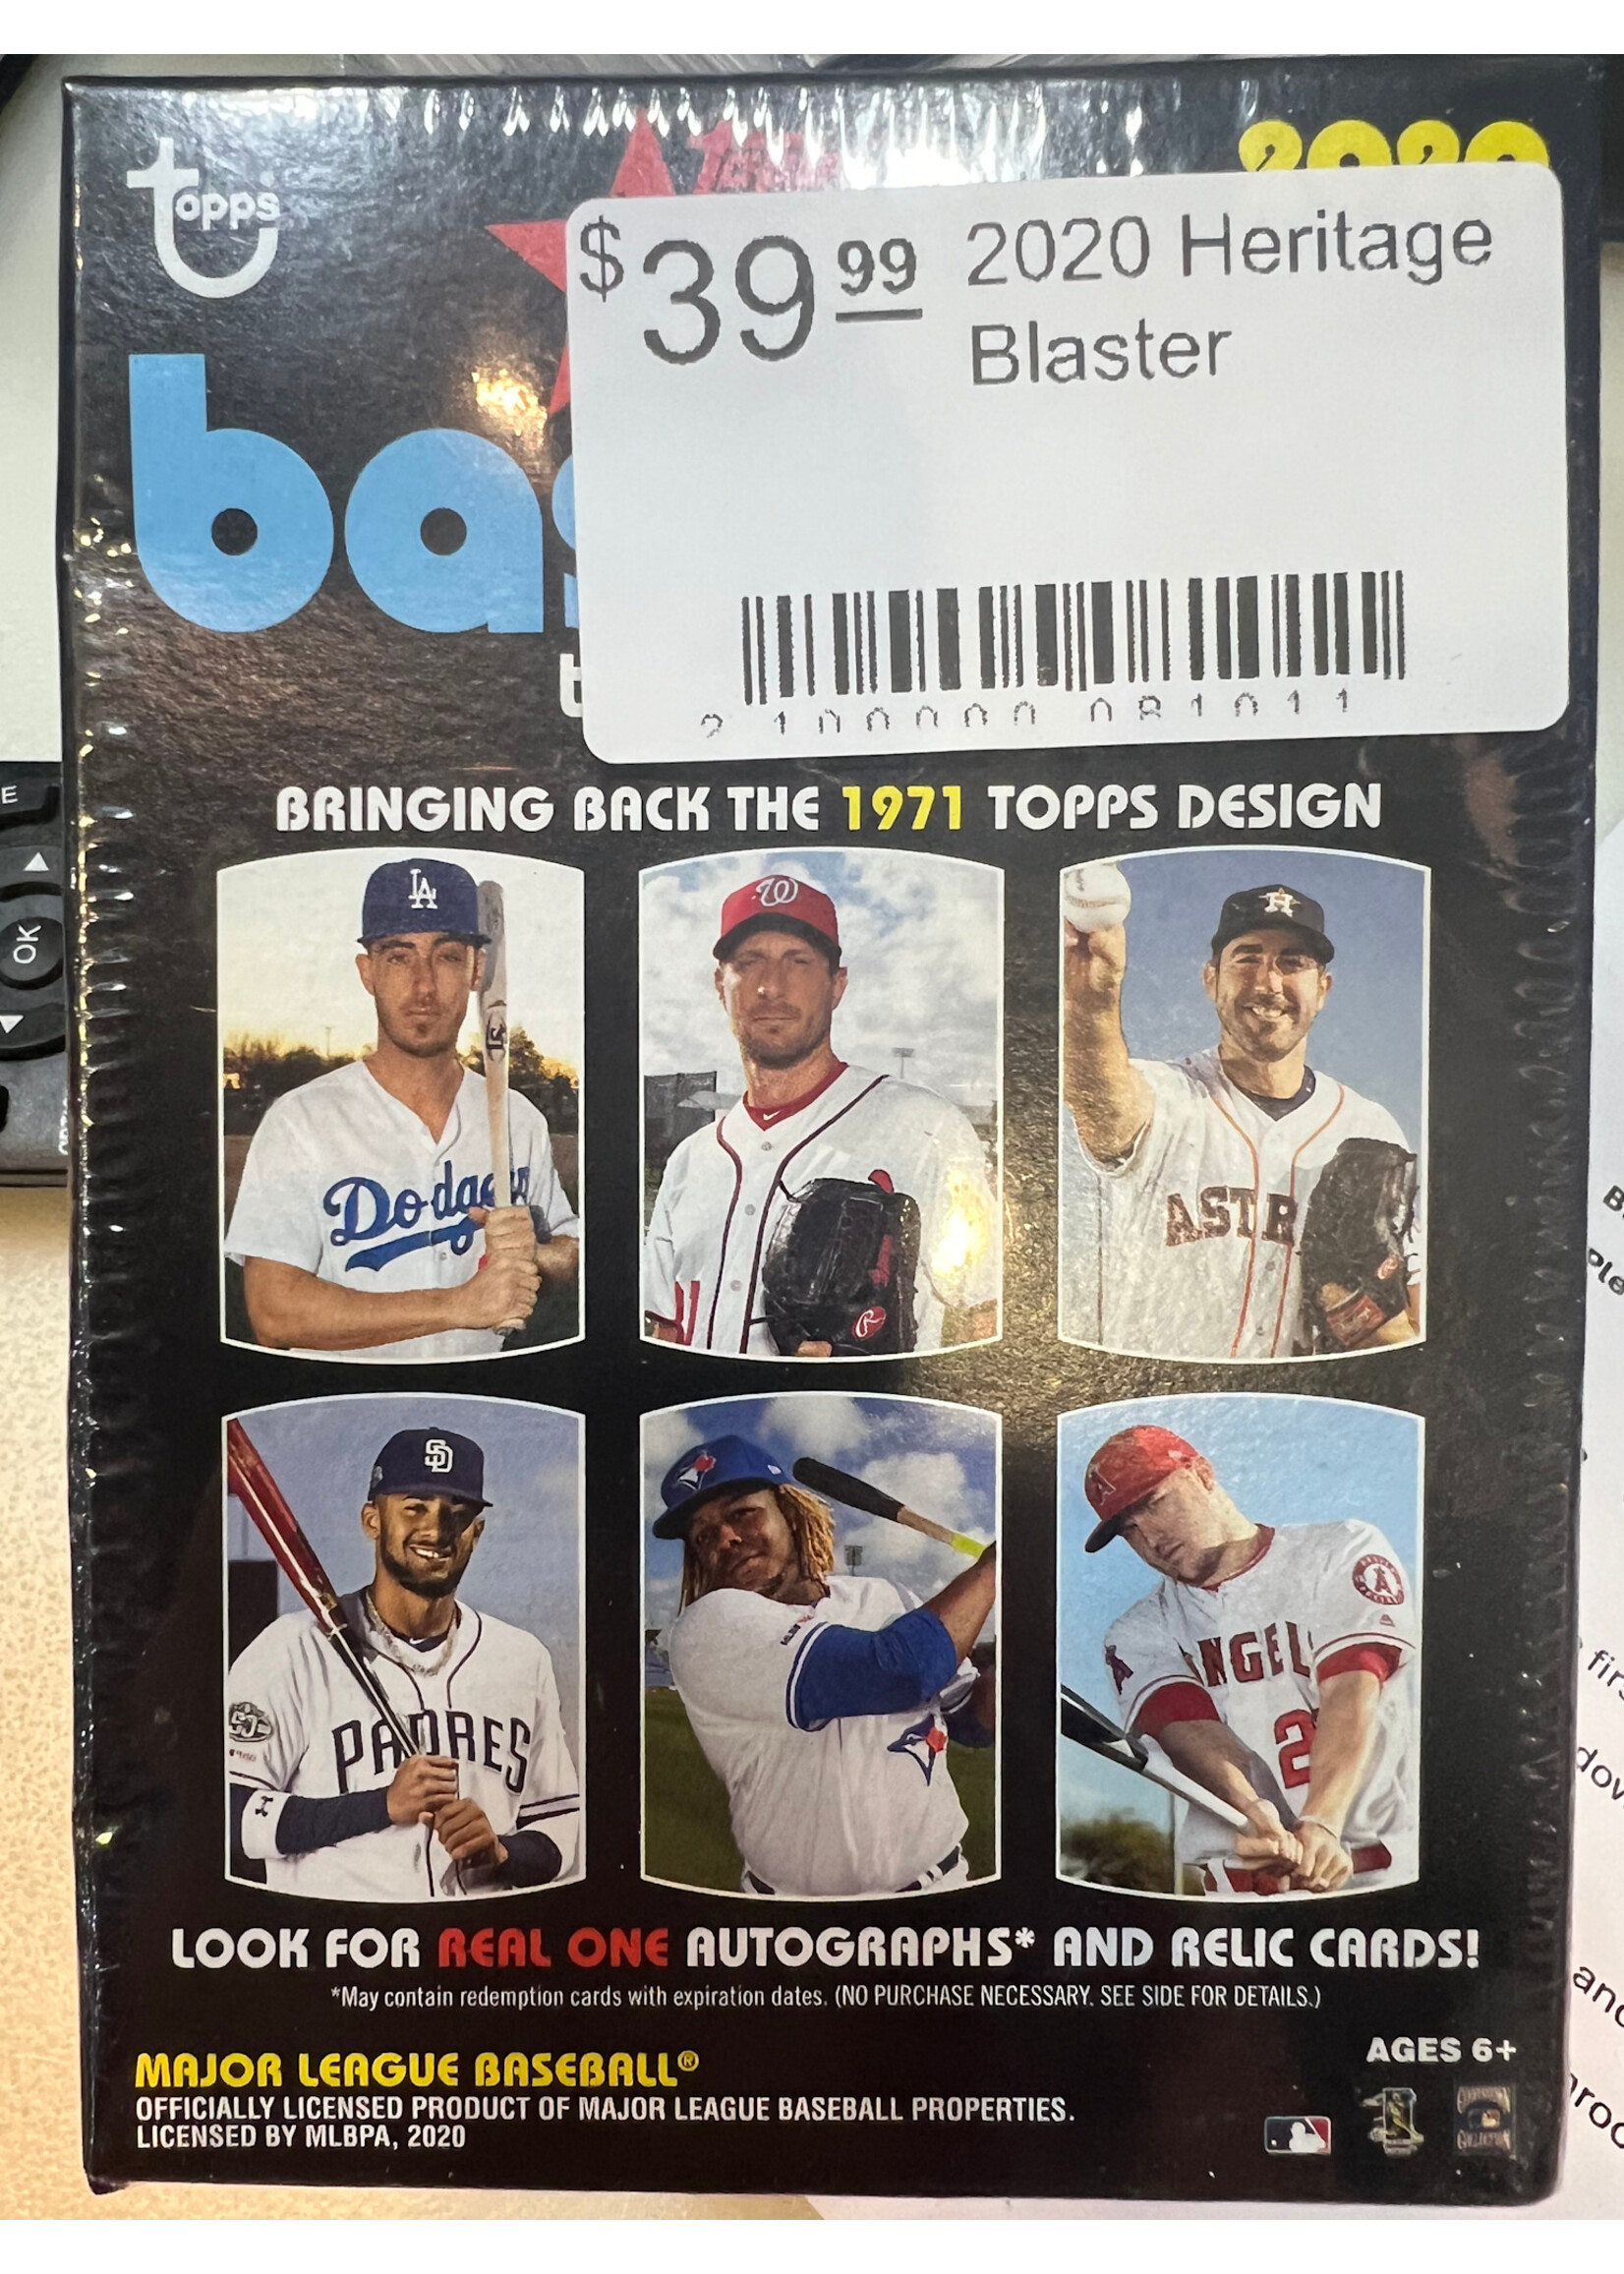 topps
2020
$39.99 2020 Heritage
Blaster
bas
t
BRINGING BACK THE 1971 TOPPS DESIGN
LA
Dodge
W
H
ASTR
SD
PADRES
A
ANGEL
2
LOOK FOR REAL ONE AUTOGRAPHS* AND RELIC CARDS!
*May contain redemption cards with expiration dates. (NO PURCHASE NECESSARY. SEE SIDE FOR DETAILS.)
AGES 6+
MAJOR LEAGUE BASEBALL®
OFFICIALLY LICENSED PRODUCT OF MAJOR LEAGUE BASEBALL PROPERTIES.
LICENSED BY MLBPA, 2020
E
OK